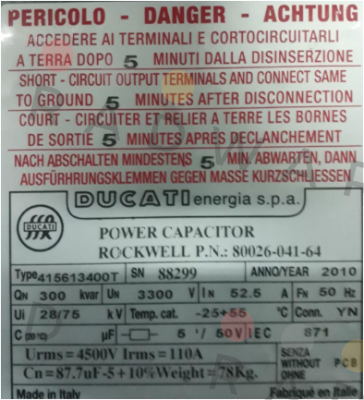 PERICOLO - DANGER - ACHTUNG
ACCEDERE AI TERMINALI E CORTOCIRCUITARLI
A TERRA DOPO 5 MINUTI DALLA DISINSERZIONE
SHORT - CIRCUIT OUTPUT TERMINALS AND CONNECT SAME
TO GROUND 5 MINUTES AFTER DISCONNECTION
COURT - CIRCUITER ET RELIER A TERRE LES BORNES
DE SORTIE 5 MINUTES APRES DECLANCHEMENT
NACH ABSCHALTEN MINDESTENS 5 MIN. ABWARTEN, DANN
AUSFÜHRUNGSKLEMMEN GEGEN MASSE KURZSCHLIESSEN
DUCATI energia s.p.a.
DUCATI
POWER CAPACITOR
ROCKWELL P.N.: 80026-041-64
Type 415613400T SN 88299 ANNO/YEAR 2010
QN 300 kvar UN 3300 V IN 52.5 A FN 50 Hz
Ui 28/75 kV Temp. cat. -25+55 °C Conn. YN
C (20°C) µF 5 '/ 50V IEC 871
Urms=4500V Irms=110A SENZA WITHOUT OHNE PCB
Cn=87.7uF-5+10%Weight=78Kg.
Made in Italy Fabriqué en Italie